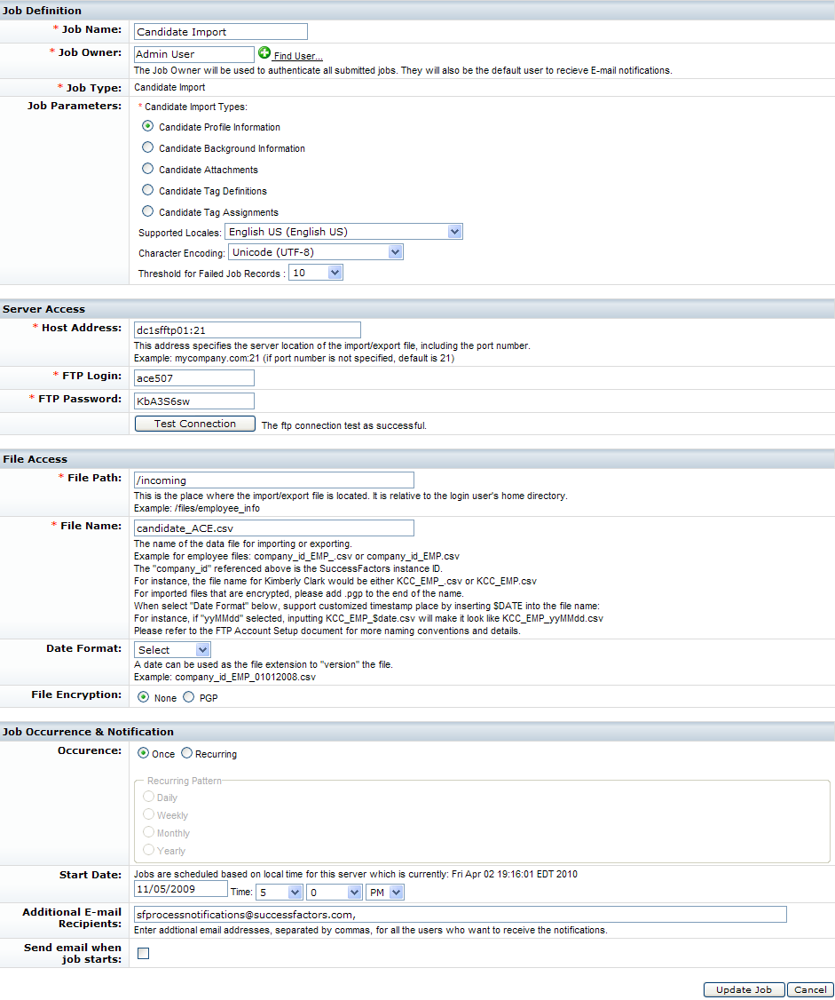 Job Definition
* Job Name: Candidate Import
* Job Owner: Admin User Find User...
The Job Owner will be used to authenticate all submitted jobs. They will also be the default user to recieve E-mail notifications.
* Job Type: Candidate Import
Job Parameters: * Candidate Import Types:
Candidate Profile Information
Candidate Background Information
Candidate Attachments
Candidate Tag Definitions
Candidate Tag Assignments
Supported Locales: English US (English US)
Character Encoding: Unicode (UTF-8)
Threshold for Failed Job Records : 10
Server Access
* Host Address: dc1sfftp01:21
This address specifies the server location of the import/export file, including the port number.
Example: mycompany.com:21 (if port number is not specified, default is 21)
* FTP Login: ace507
* FTP Password: KbA3S6sw
Test Connection The ftp connection test as successful.
File Access
* File Path: /incoming
This is the place where the import/export file is located. It is relative to the login user's home directory.
Example: /files/employee_info
* File Name: candidate_ACE.csv
The name of the data file for importing or exporting.
Example for employee files: company_id_EMP_.csv or company_id_EMP.csv
The "company_id" referenced above is the SuccessFactors instance ID.
For instance, the file name for Kimberly Clark would be either KCC_EMP_.csv or KCC_EMP.csv
For imported files that are encrypted, please add .pgp to the end of the name.
When select "Date Format" below, support customized timestamp place by inserting $DATE into the file name:
For instance, if "yyMMdd" selected, inputting KCC_EMP_$date.csv will make it look like KCC_EMP_yyMMdd.csv
Please refer to the FTP Account Setup document for more naming conventions and details.
Date Format: Select
A date can be used as the file extension to "version" the file.
Example: company_id_EMP_01012008.csv
File Encryption: None PGP
Job Occurrence & Notification
Occurence: Once Recurring
Recurring Pattern
Daily
Weekly
Monthly
Yearly
Start Date: Jobs are scheduled based on local time for this server which is currently: Fri Apr 02 19:16:01 EDT 2010
11/05/2009 Time: 5 0 PM
Additional E-mail Recipients: sfprocessnotifications@successfactors.com,
Enter addtional email addresses, separated by commas, for all the users who want to receive the notifications.
Send email when job starts:
Update Job Cancel